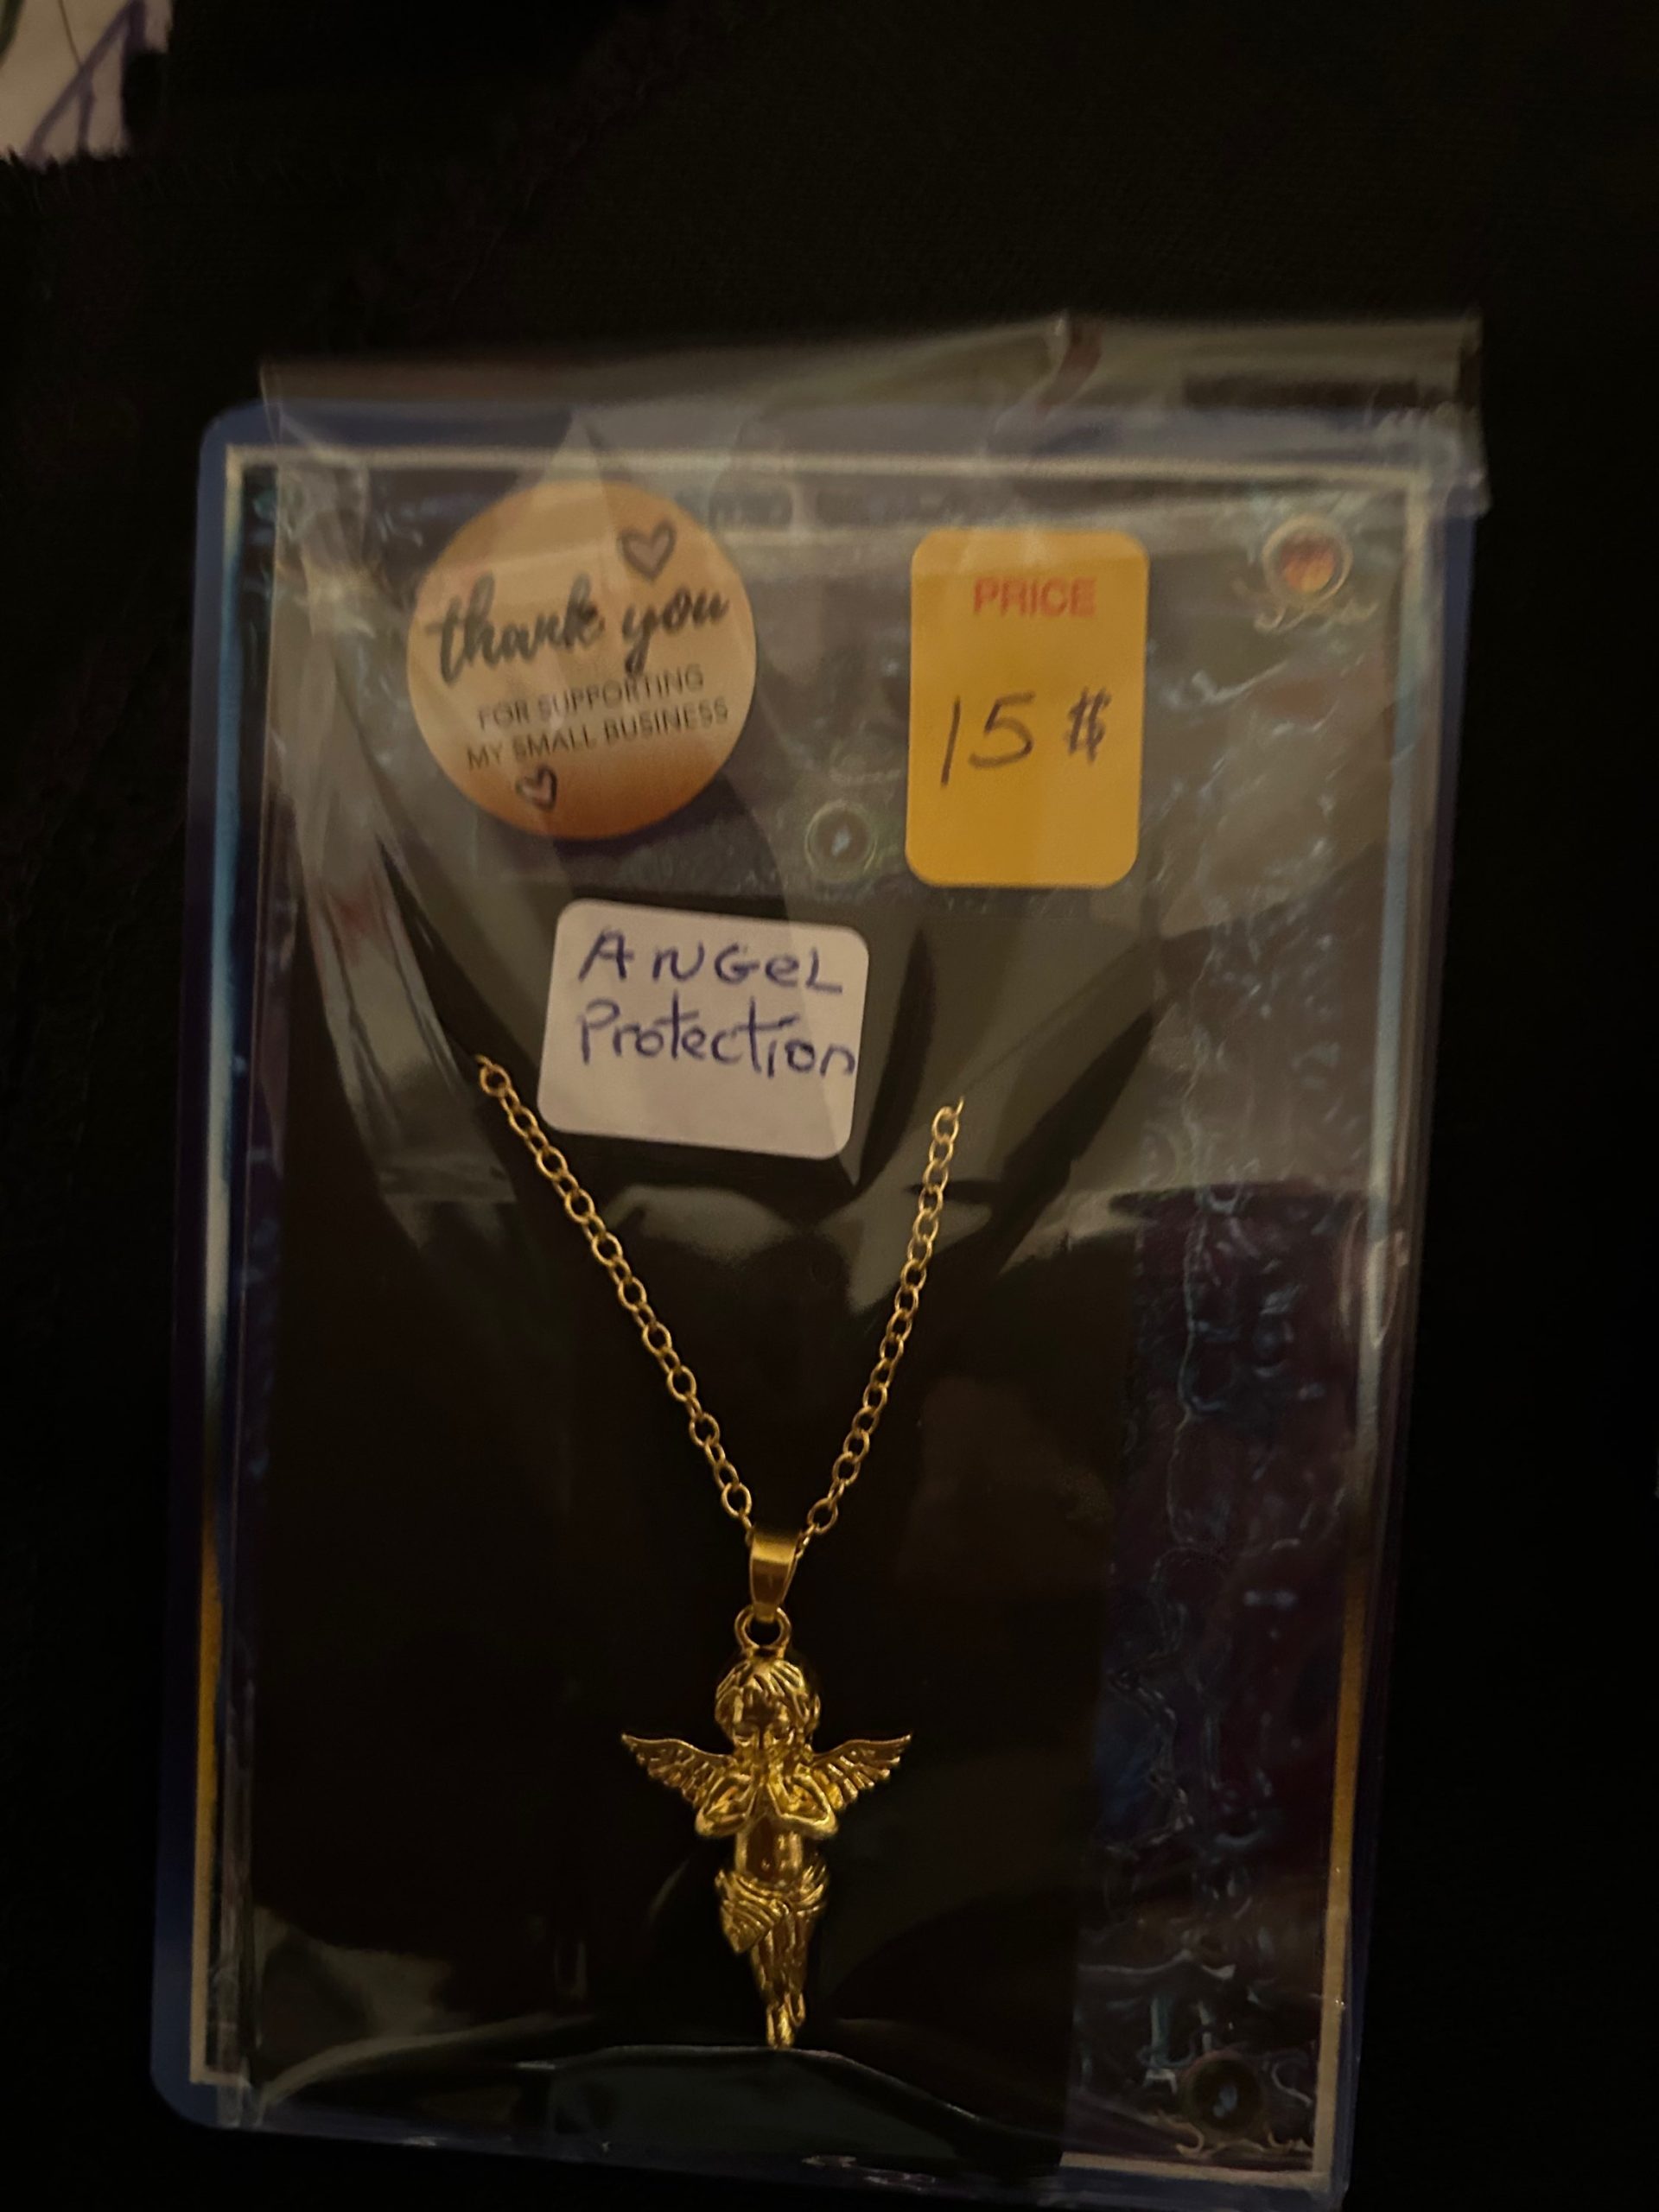 thank you
FOR SUPPORTING
MY SMALL BUSINESS
PRICE
15 $
ANGeL
Protection